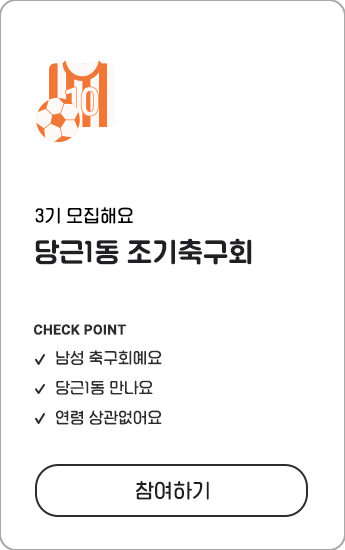 10
3기 모집해요
당근1동 조기축구회
CHECK POINT
남성 축구회예요
당근1동 만나요
연령 상관없어요
참여하기